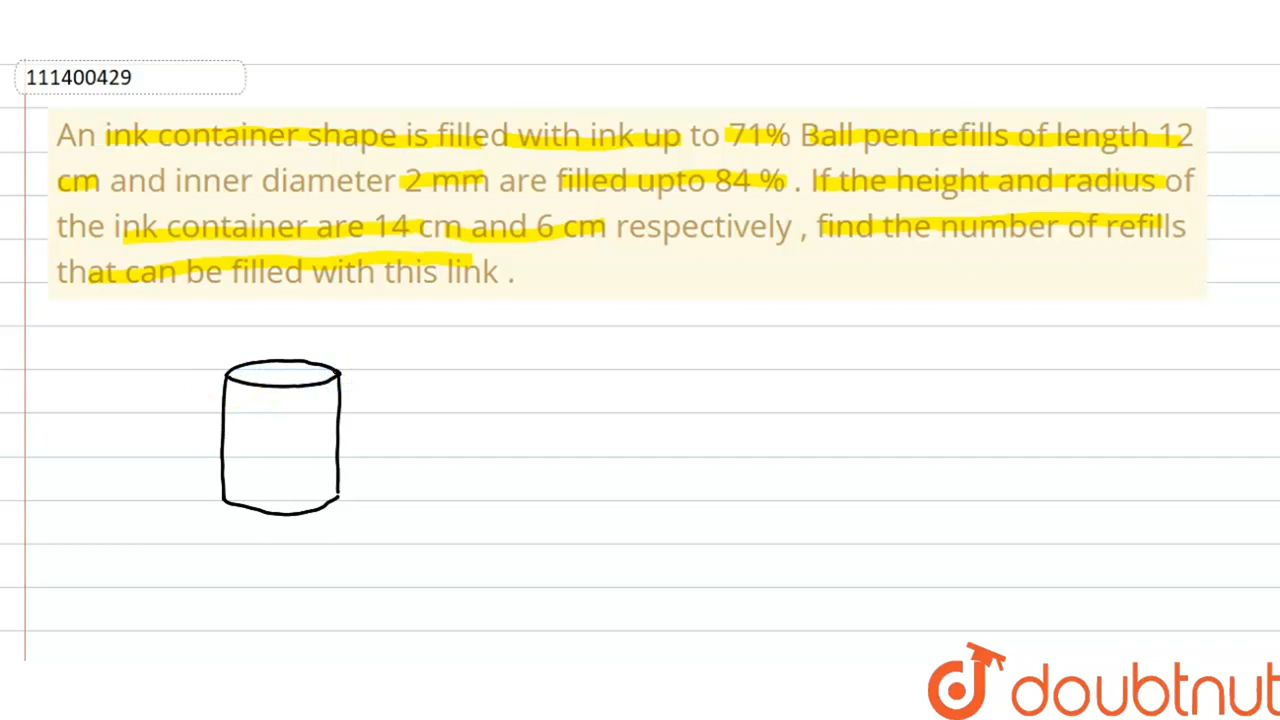 111400429
An ink container shape is filled with ink up to 71% Ball pen refills of length 12
cm and inner diameter 2 mm are filled upto 84 % . If the height and radius of
the ink container are 14 cm and 6 cm respectively , find the number of refills
that can be filled with this link .
doubtnut